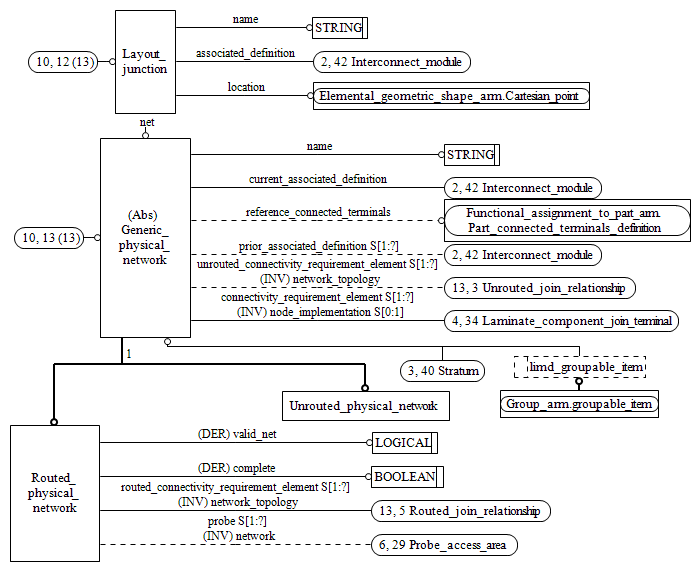 name
STRING
Layout_
junction
10, 12 (13)
associated_definition
2, 42 Interconnect_module
location
Elemental_geometric_shape_arm.Cartesian_point
net
name
STRING
current_associated_definition
2, 42 Interconnect_module
(Abs)
Generic_
physical_
network
10, 13 (13)
reference_connected_terminals
Functional_assignment_to_part_arm.
Part_connected_terminals_definition
prior_associated_definition S[1:?]
2, 42 Interconnect_module
unrouted_connectivity_requirement_element S[1:?]
(INV) network_topology
13, 3 Unrouted_join_relationship
connectivity_requirement_element S[1:?]
(INV) node_implementation S[0:1]
4, 34 Laminate_component_join_terminal
1
3, 40 Stratum
limd_groupable_item
Group_arm.groupable_item
Unrouted_physical_network
(DER) valid_net
LOGICAL
(DER) complete
BOOLEAN
Routed_
physical_
network
routed_connectivity_requirement_element S[1:?]
(INV) network_topology
13, 5 Routed_join_relationship
probe S[1:?]
(INV) network
6, 29 Probe_access_area